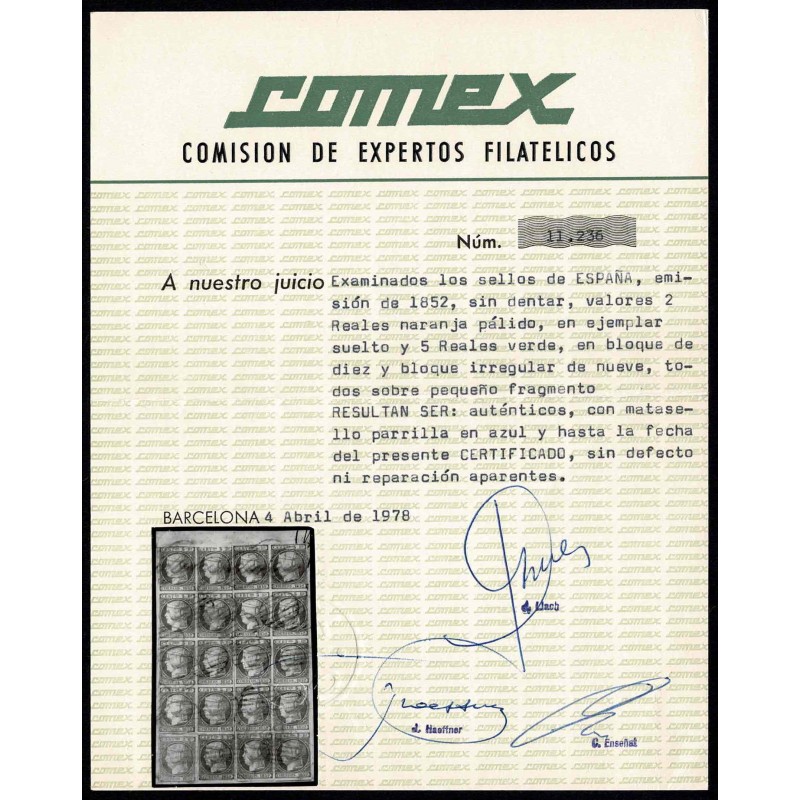 comex
COMISION DE EXPERTOS FILATELICOS
Núm. 11.236
A nuestro juicio Examinados los sellos de ESPAÑA, emi-
sión de 1852, sin dentar, valores 2
Reales naranja pálido, en ejemplar
suelto y 5 Reales verde, en bloque de
diez y bloque irregular de nueve, to-
dos sobre pequeño fragmento
RESULTAN SER: auténticos, con matase-
llo parrilla en azul y hasta la fecha
del presente CERTIFICADO, sin defecto
ni reparación aparentes.
BARCELONA 4 Abril de 1978
J. Llach
J. Haettner
C. Enseñat